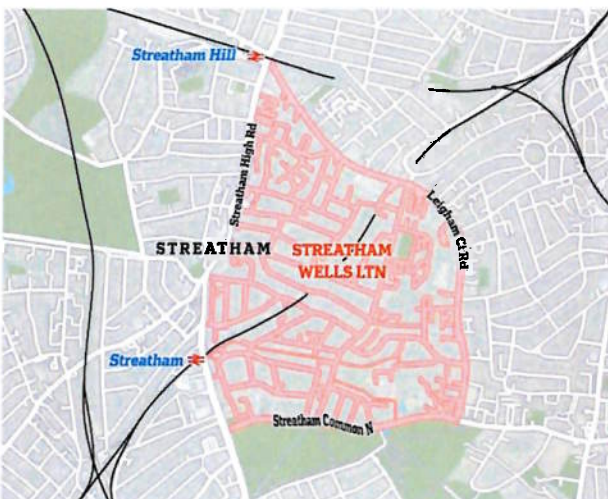 Streatham Hill
Streatham High Rd
Leigham Ct Rd
STREATHAM
STREATHAM
WELLS LTN
Streatham
Streatham Common N